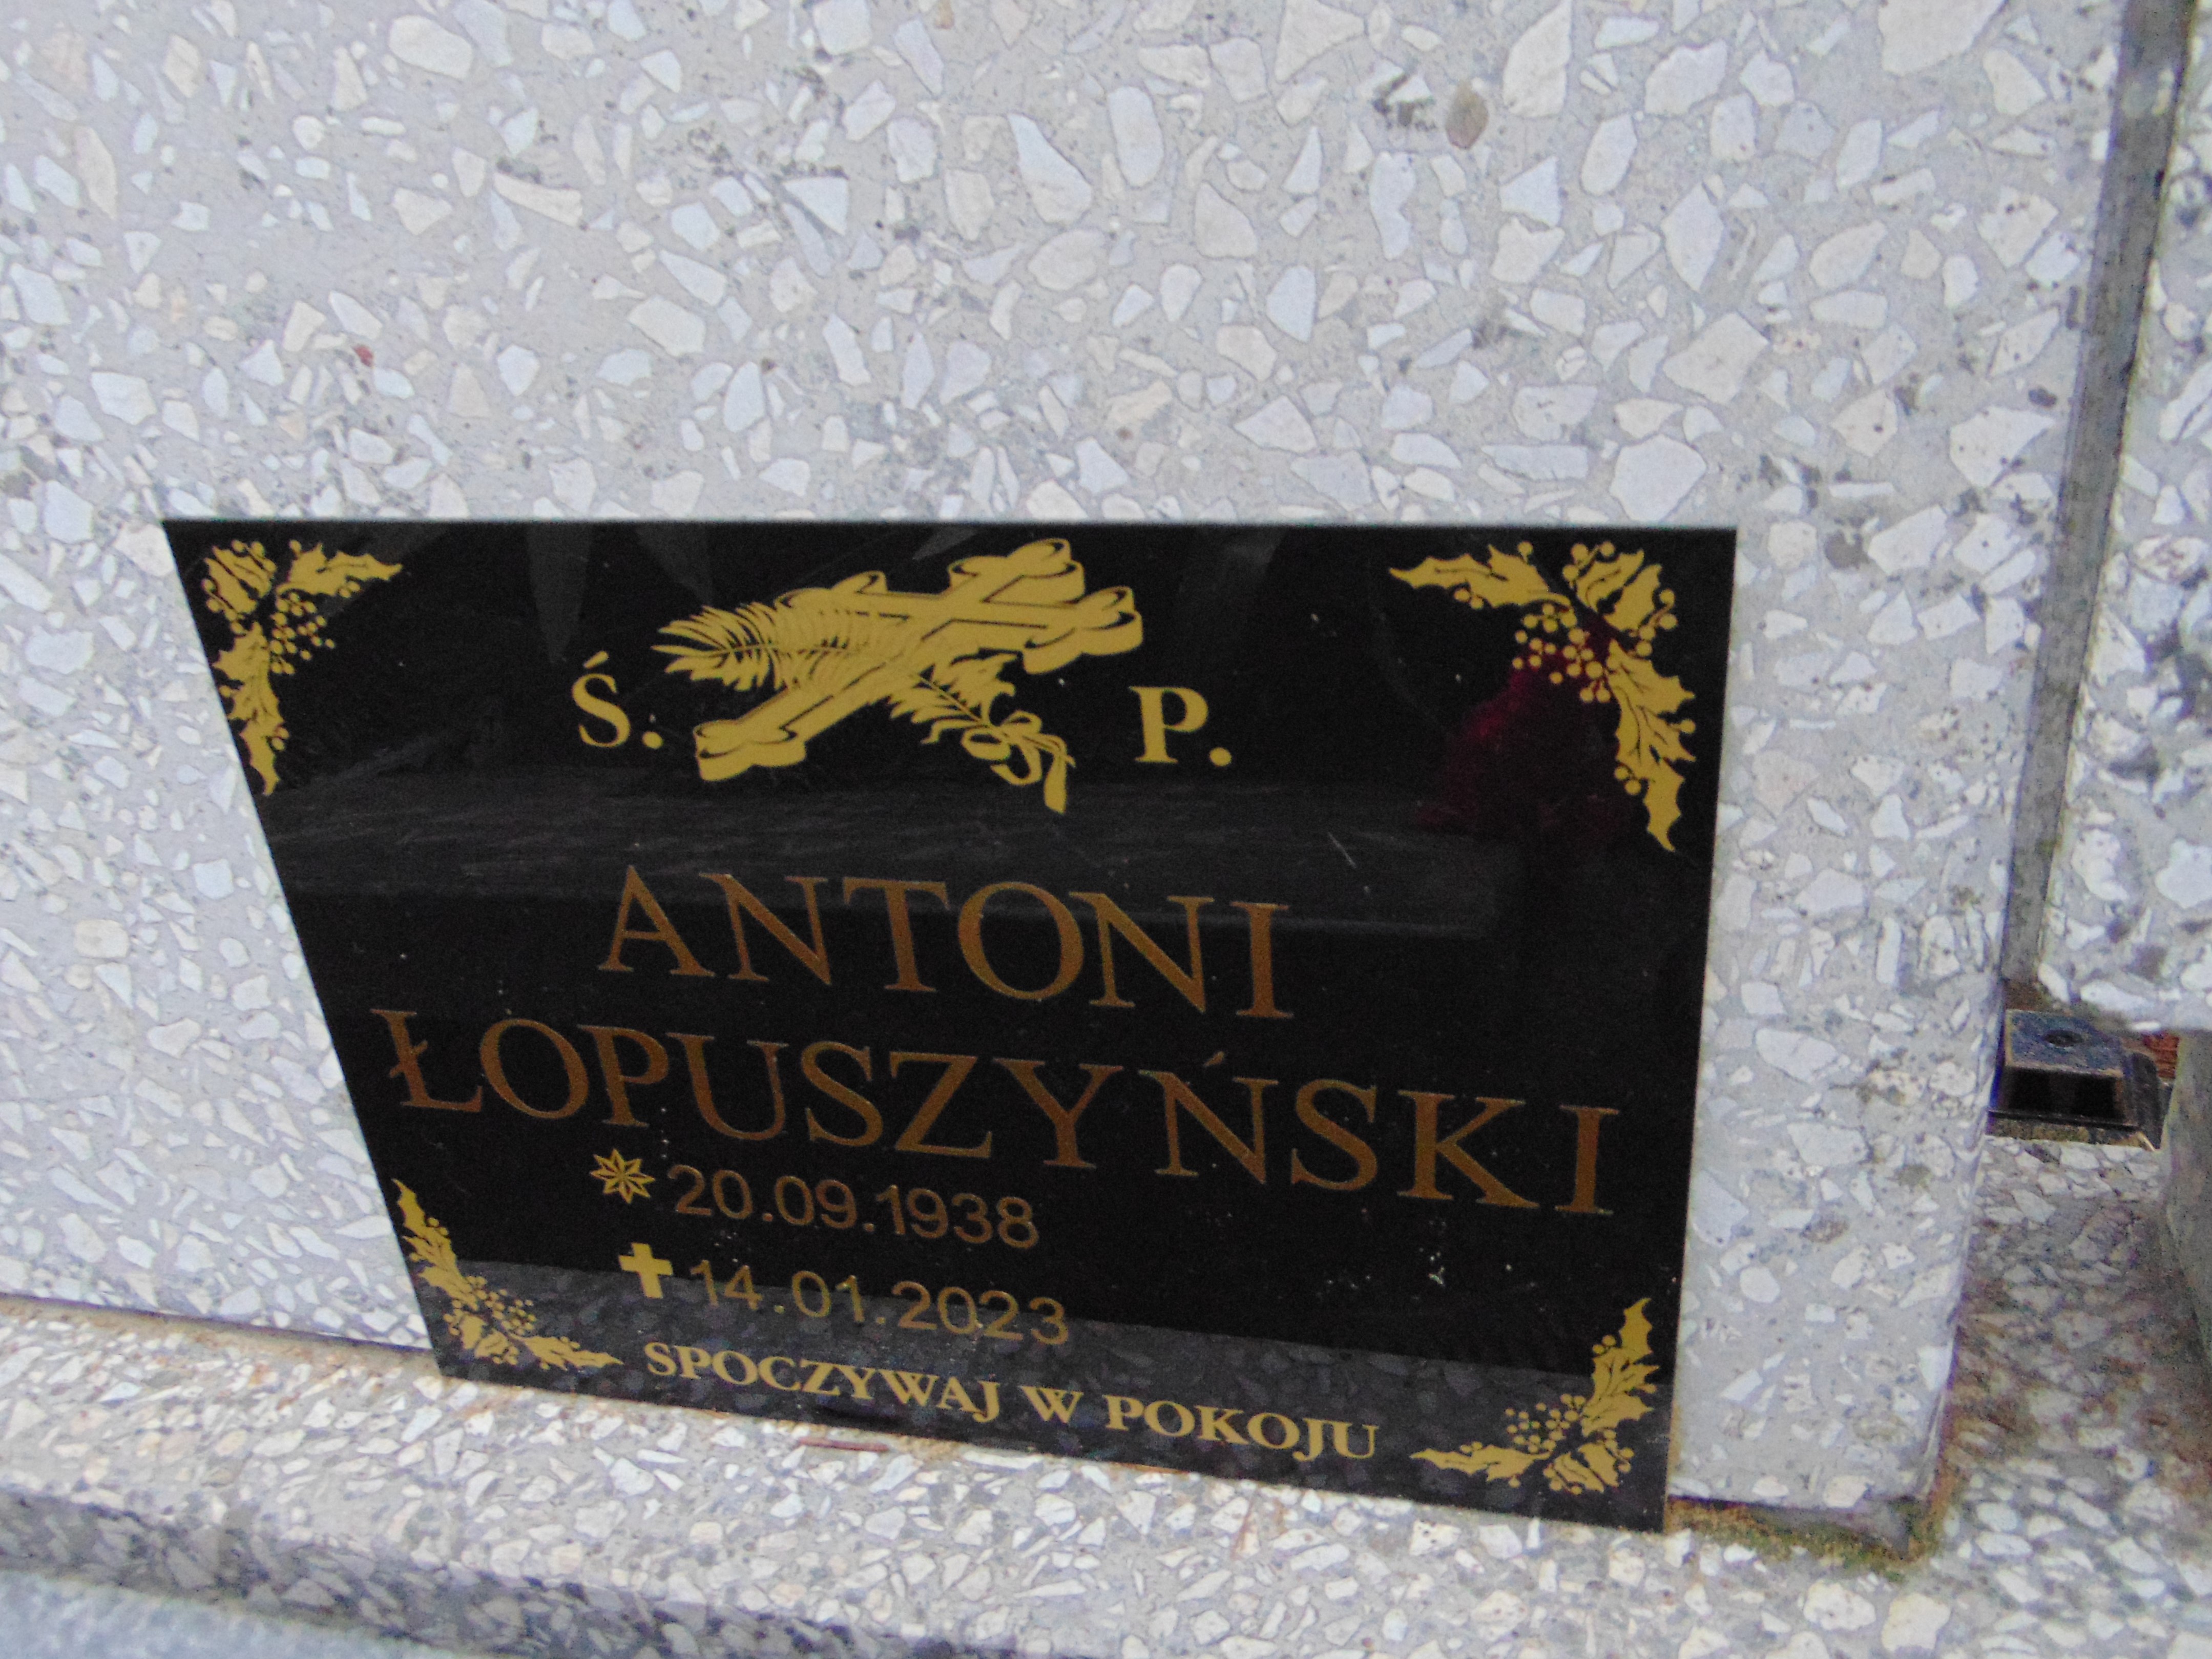 Ś. P.
ANTONI
ŁOPUSZYŃSKI
20.09.1938
14.01.2023
SPOCZYWAJ W POKOJU